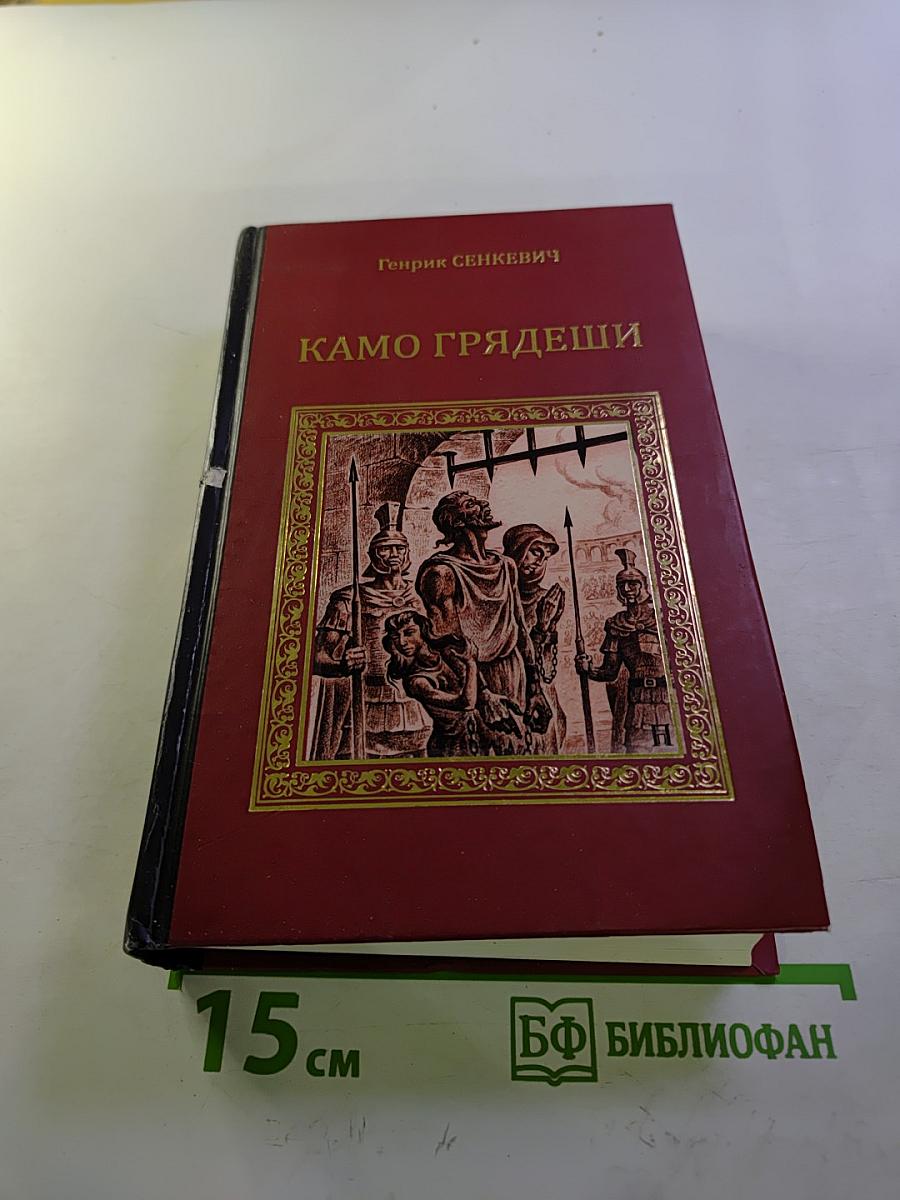 Генрик СЕНКЕВИЧ
КАМО ГРЯДЕШИ
Н
15 см
БФ БИБЛИОФАН